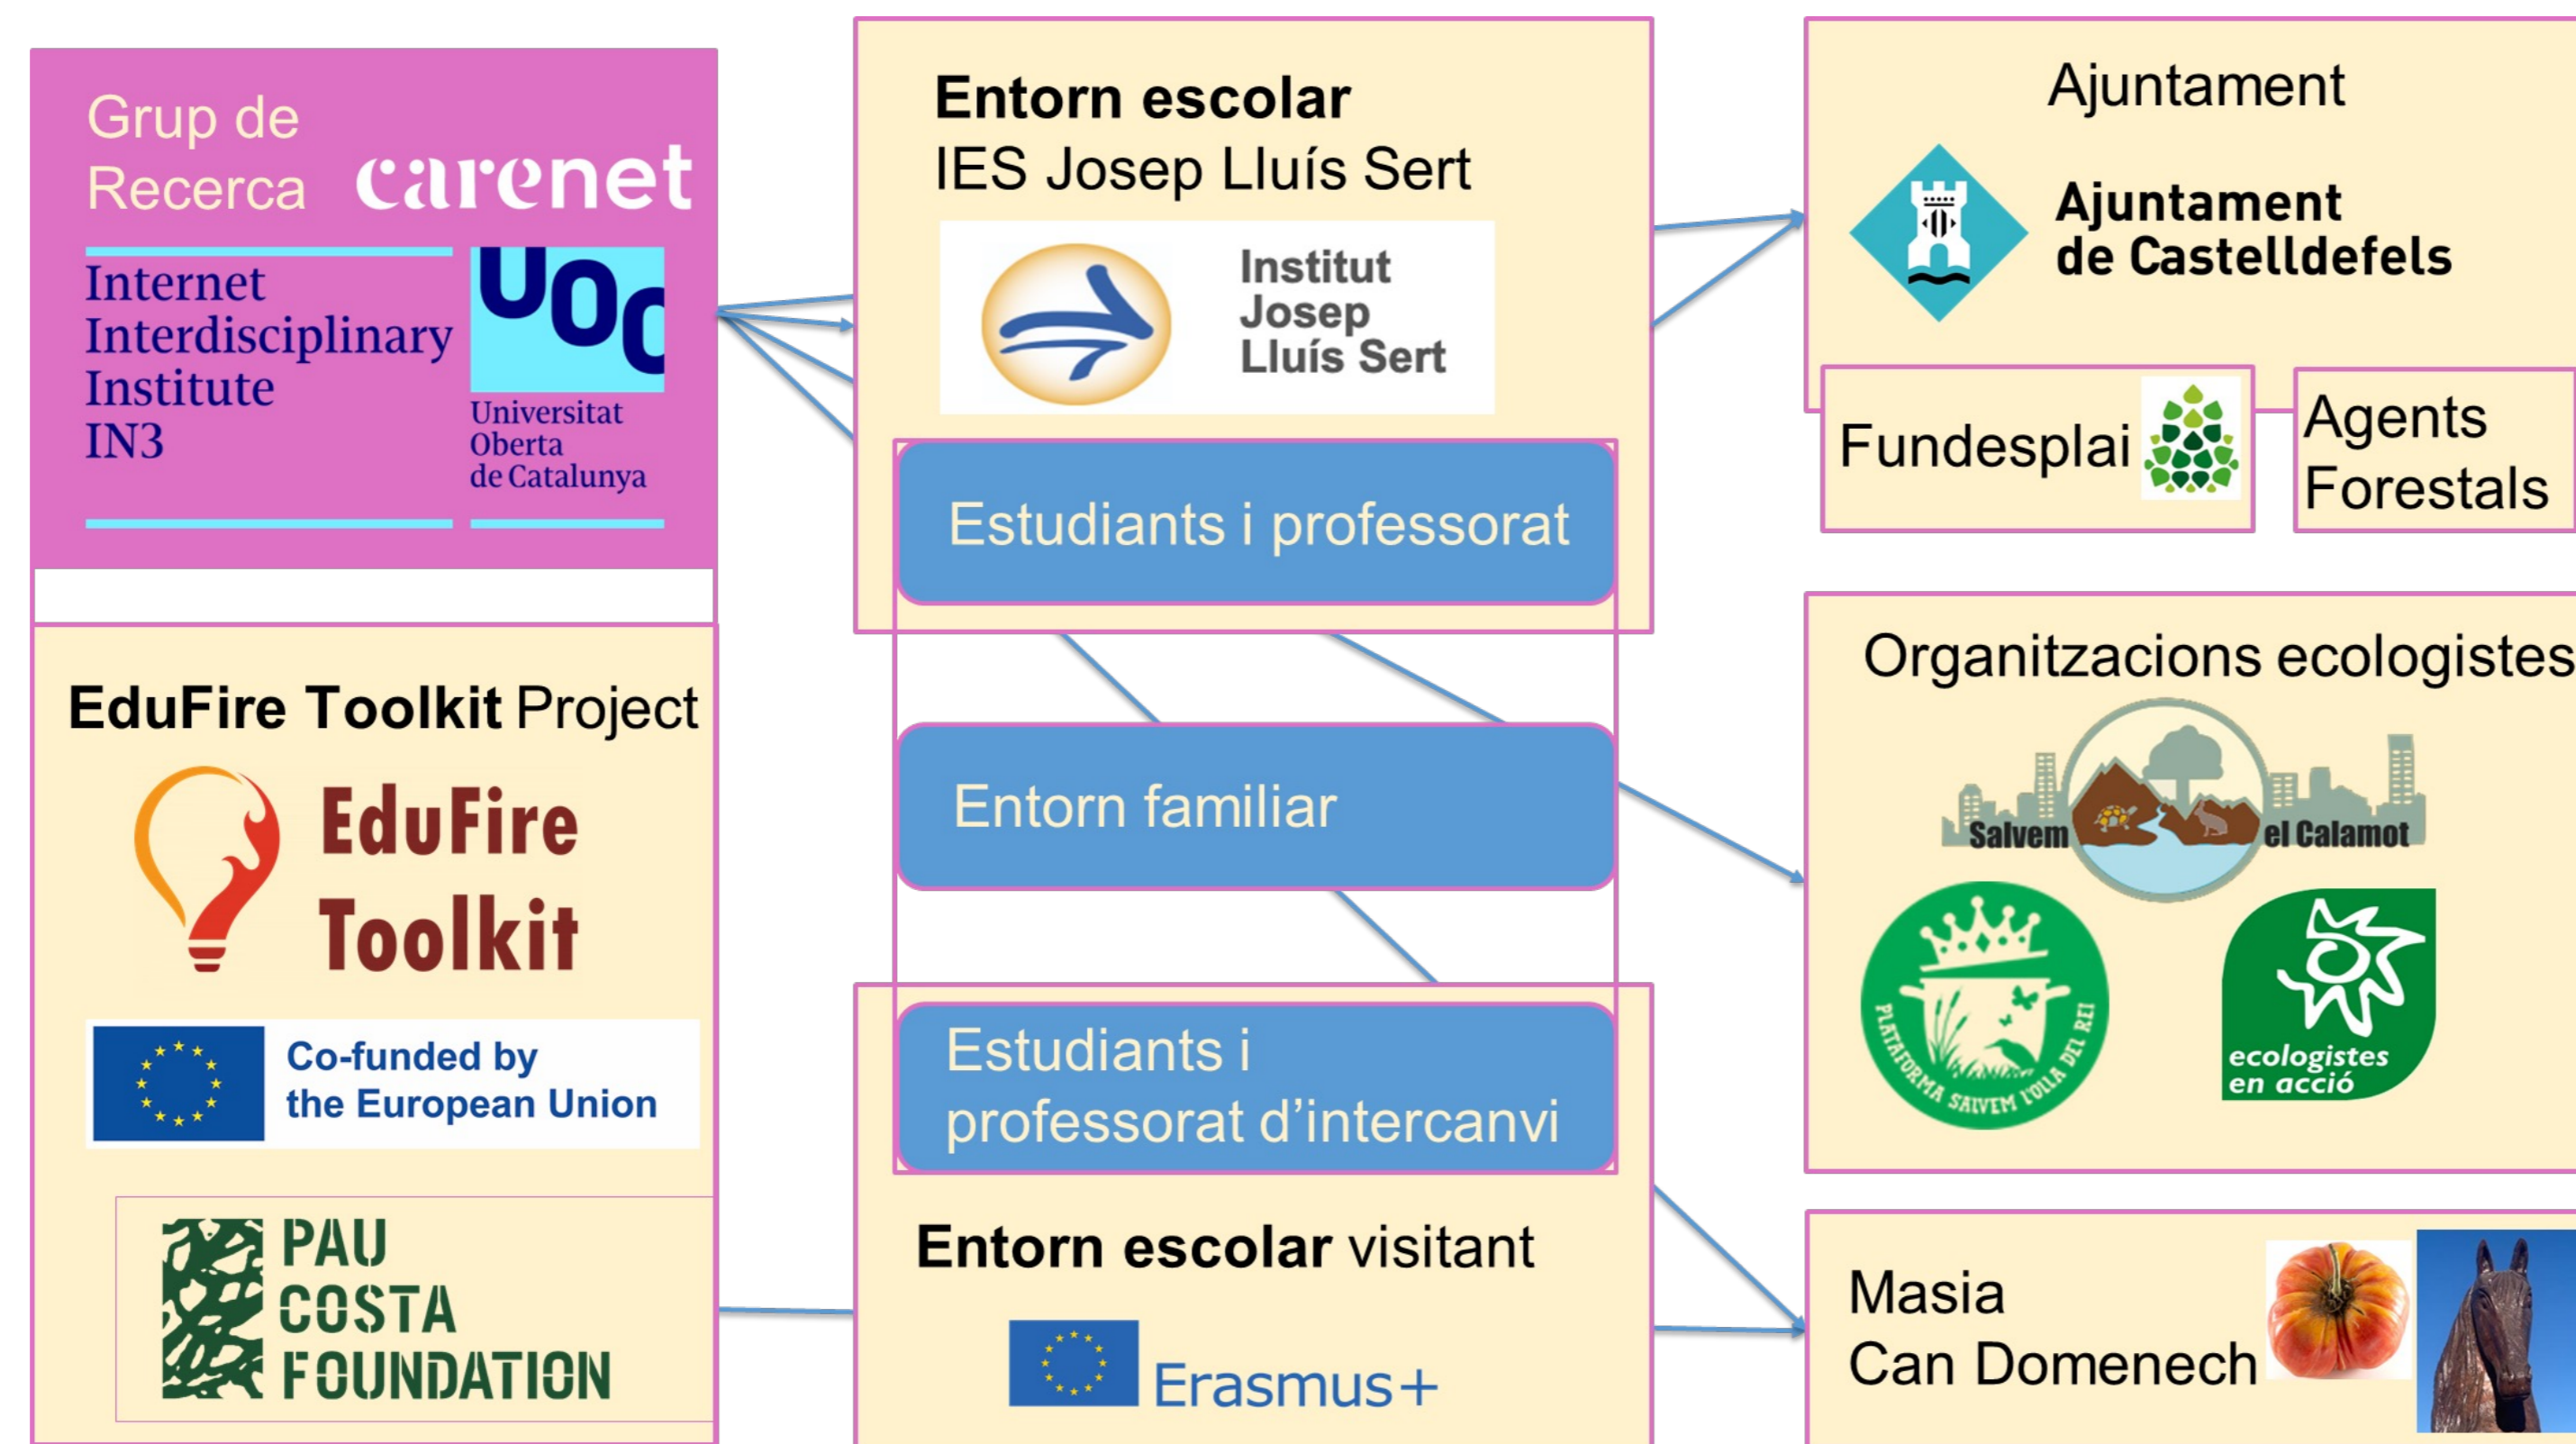 Grup de
Recerca
carenet
Internet
Interdisciplinary
Institute
IN3
UOC
Universitat
Oberta
de Catalunya
EduFire Toolkit Project
EduFire
Toolkit
Co-funded by
the European Union
PAU
COSTA
FOUNDATION
Entorn escolar
IES Josep Lluís Sert
Institut
Josep
Lluís Sert
Estudiants i professorat
Entorn familiar
Estudiants i
professorat d’intercanvi
Entorn escolar visitant
Erasmus+
Ajuntament
Ajuntament
de Castelldefels
Fundesplai
Agents
Forestals
Organitzacions ecologistes
Salvem el Calamot
PLATAFORMA SALVEM L'OLLA DEL REI
ecologistes
en acció
Masia
Can Domenech